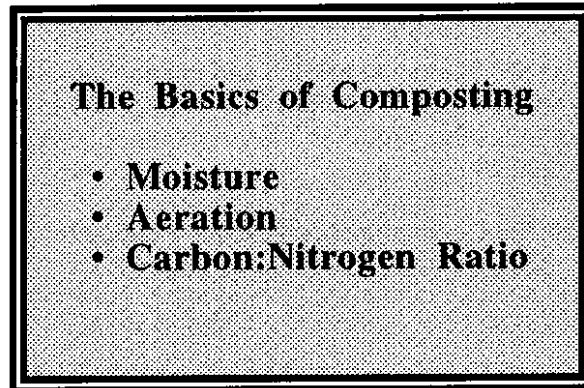 The Basics of Composting
• Moisture
• Aeration
• Carbon:Nitrogen Ratio